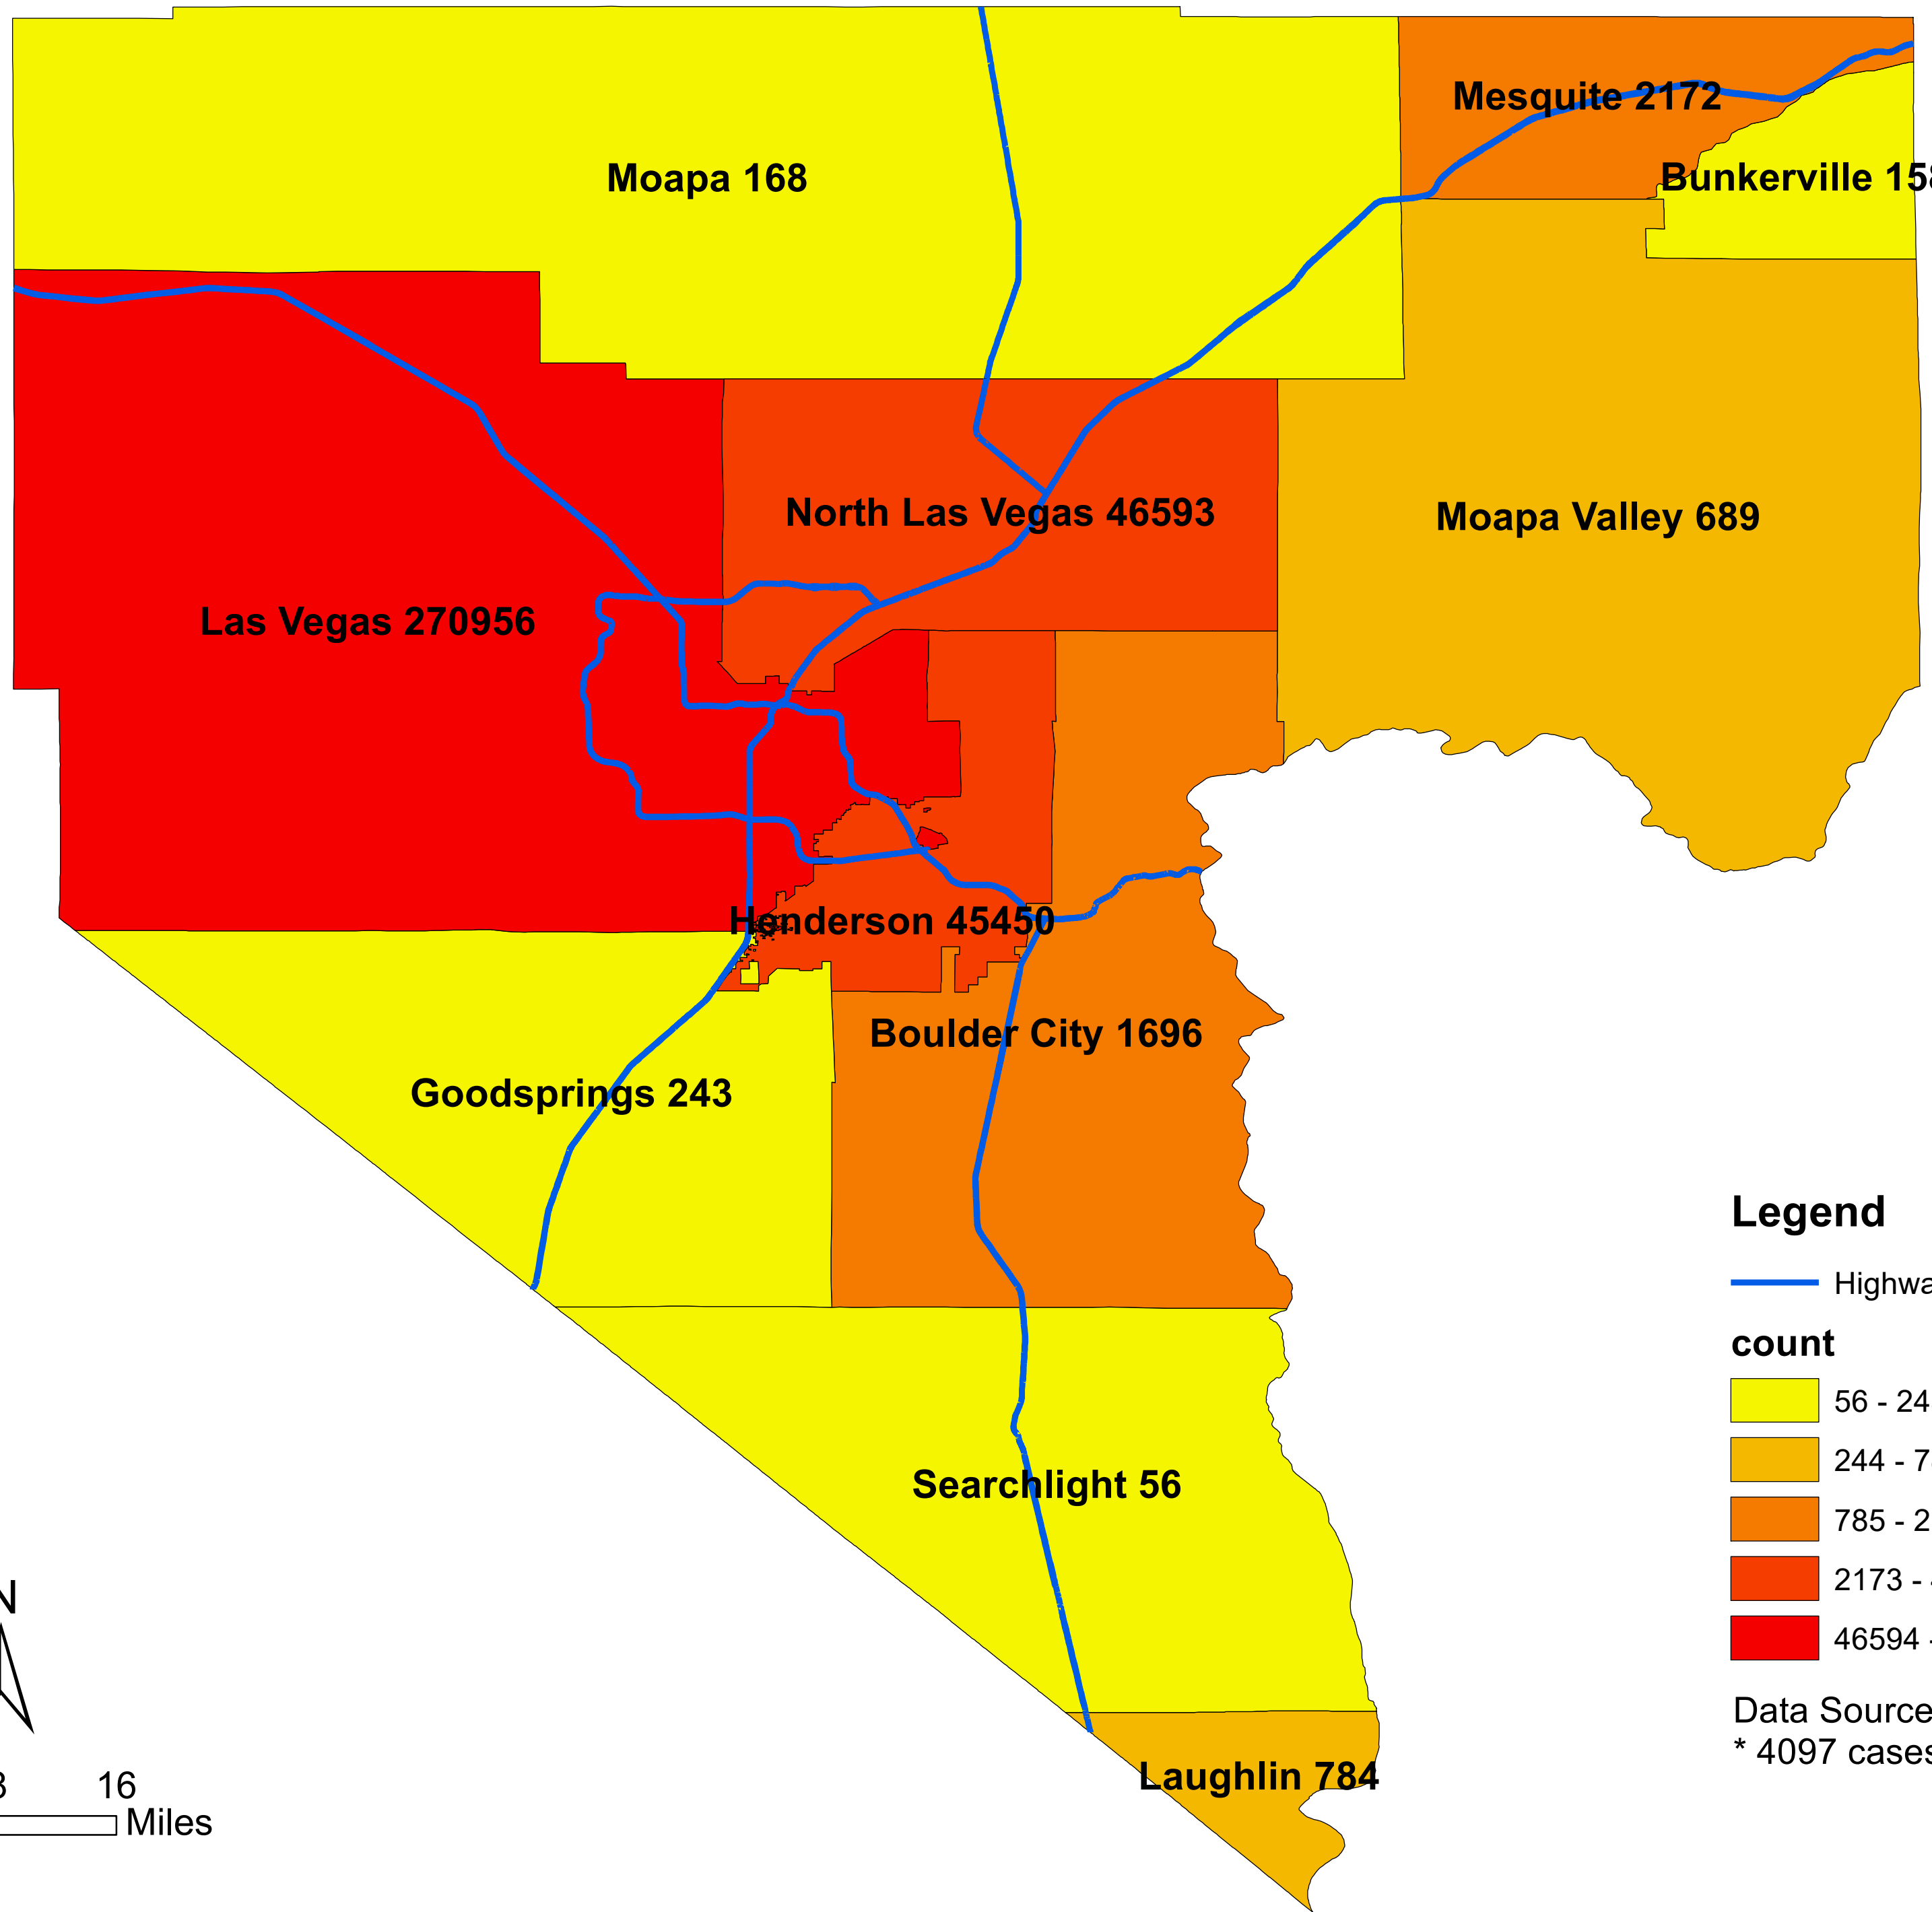 Mesquite 2172
Moapa 168
Bunkerville 158
North Las Vegas 46593
Moapa Valley 689
Las Vegas 270956
Henderson 45450
Boulder City 1696
Goodsprings 243
Searchlight 56
Laughlin 784
Legend
count
56 - 24
244 - 7
785 - 2
2173 -
46594 -
Data Source
* 4097 cases
N
16
Miles